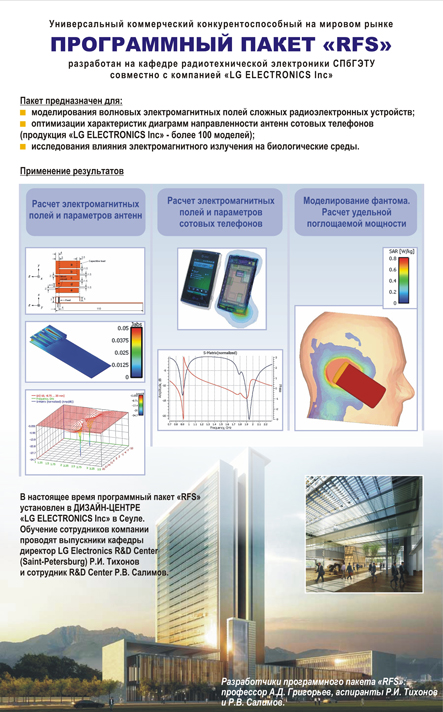 Универсальный коммерческий конкурентоспособный на мировом рынке
ПРОГРАММНЫЙ ПАКЕТ «RFS»
разработан на кафедре радиотехнической электроники СПбГЭТУ
совместно с компанией «LG ELECTRONICS Inc»
Пакет предназначен для:
моделирования волновых электромагнитных полей сложных радиоэлектронных устройств;
оптимизации характеристик диаграмм направленности антенн сотовых телефонов
(продукция «LG ELECTRONICS Inc» - более 100 моделей);
исследования влияния электромагнитного излучения на биологические среды.
Применение результатов
Расчет электромагнитных
полей и параметров антенн
Расчет электромагнитных
полей и параметров
сотовых телефонов
Моделирование фантома.
Расчет удельной
поглощаемой мощности
SAR [W/kg]
0.8
0.6
0.4
0.2
0.0
Jabs
0.05
0.0375
0.025
0.0125
0
S-Matrix(normalised)
Frequency, GHz
В настоящее время программный пакет «RFS»
установлен в ДИЗАЙН-ЦЕНТРЕ
«LG ELECTRONICS Inc» в Сеуле.
Обучение сотрудников компании
проводят выпускники кафедры
директор LG Electronics R&D Center
(Saint-Petersburg) Р.И. Тихонов
и сотрудник R&D Center Р.В. Салимов.
Разработчики программного пакета «RFS»:
профессор А.Д. Григорьев, аспиранты Р.И. Тихонов
и Р.В. Салимов.